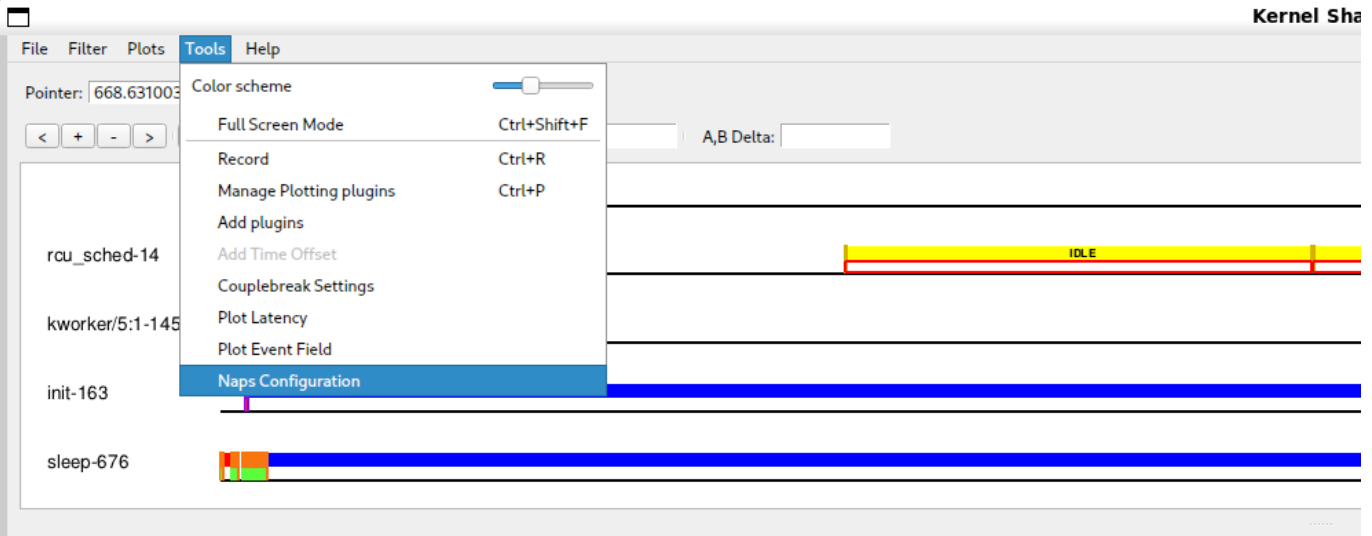 Kernel Sha
File Filter Plots Tools Help
Color scheme
Pointer: 668.631003
Full Screen Mode Ctrl+Shift+F
< + - > A,B Delta:
Record Ctrl+R
Manage Plotting plugins Ctrl+P
Add plugins
rcu_sched-14 Add Time Offset IDLE
Couplebreak Settings
kworker/5:1-145 Plot Latency
Plot Event Field
Naps Configuration
init-163
sleep-676